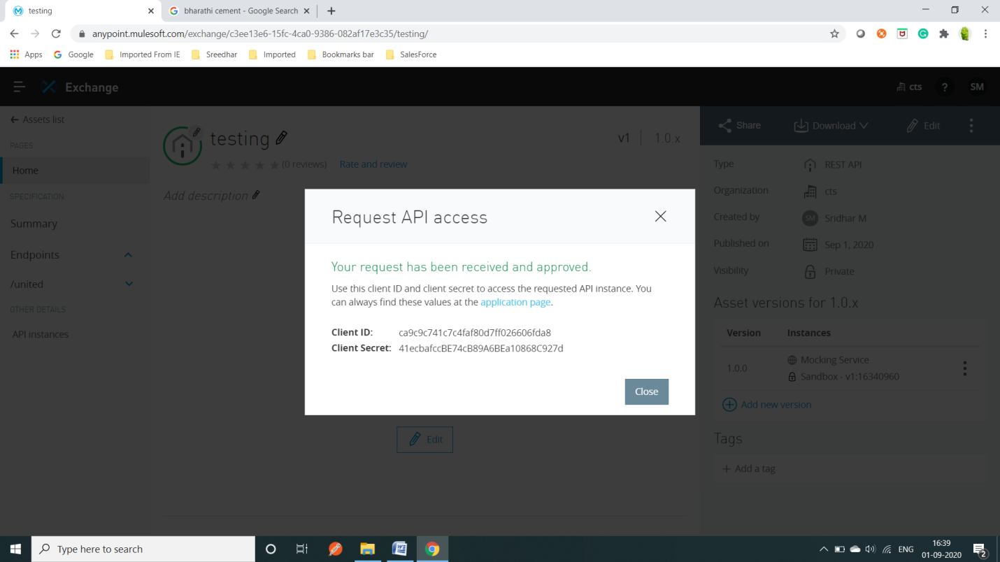 testing
bharathi cement - Google Search
anypoint.mulesoft.com/exchange/c3ee13e6-15fc-4ca0-9386-082af17e3c35/testing/
Apps Google Imported From IE Sreedhar Imported Bookmarks bar SalesForce
Exchange
cts ? SM
Assets list
PAGES
Home
SPECIFICATION
Summary
Endpoints
/united
OTHER DETAILS
API instances
testing
v1 1.0.x
(0 reviews) Rate and review
Add description
Request API access
Your request has been received and approved.
Use this client ID and client secret to access the requested API instance. You
can always find these values at the application page.
Client ID: ca9c9c741c7c4faf80d7ff026606fda8
Client Secret: 41ecbafccBE74cB89A6BEa10868C927d
Close
Edit
Share Download Edit
Type REST API
Organization cts
Created by SM Sridhar M
Published on Sep 1, 2020
Visibility Private
Asset versions for 1.0.x
Version Instances
1.0.0 Mocking Service
Sandbox - v1:16340960
Add new version
Tags
+ Add a tag
Type here to search
ENG
16:39
01-09-2020
2